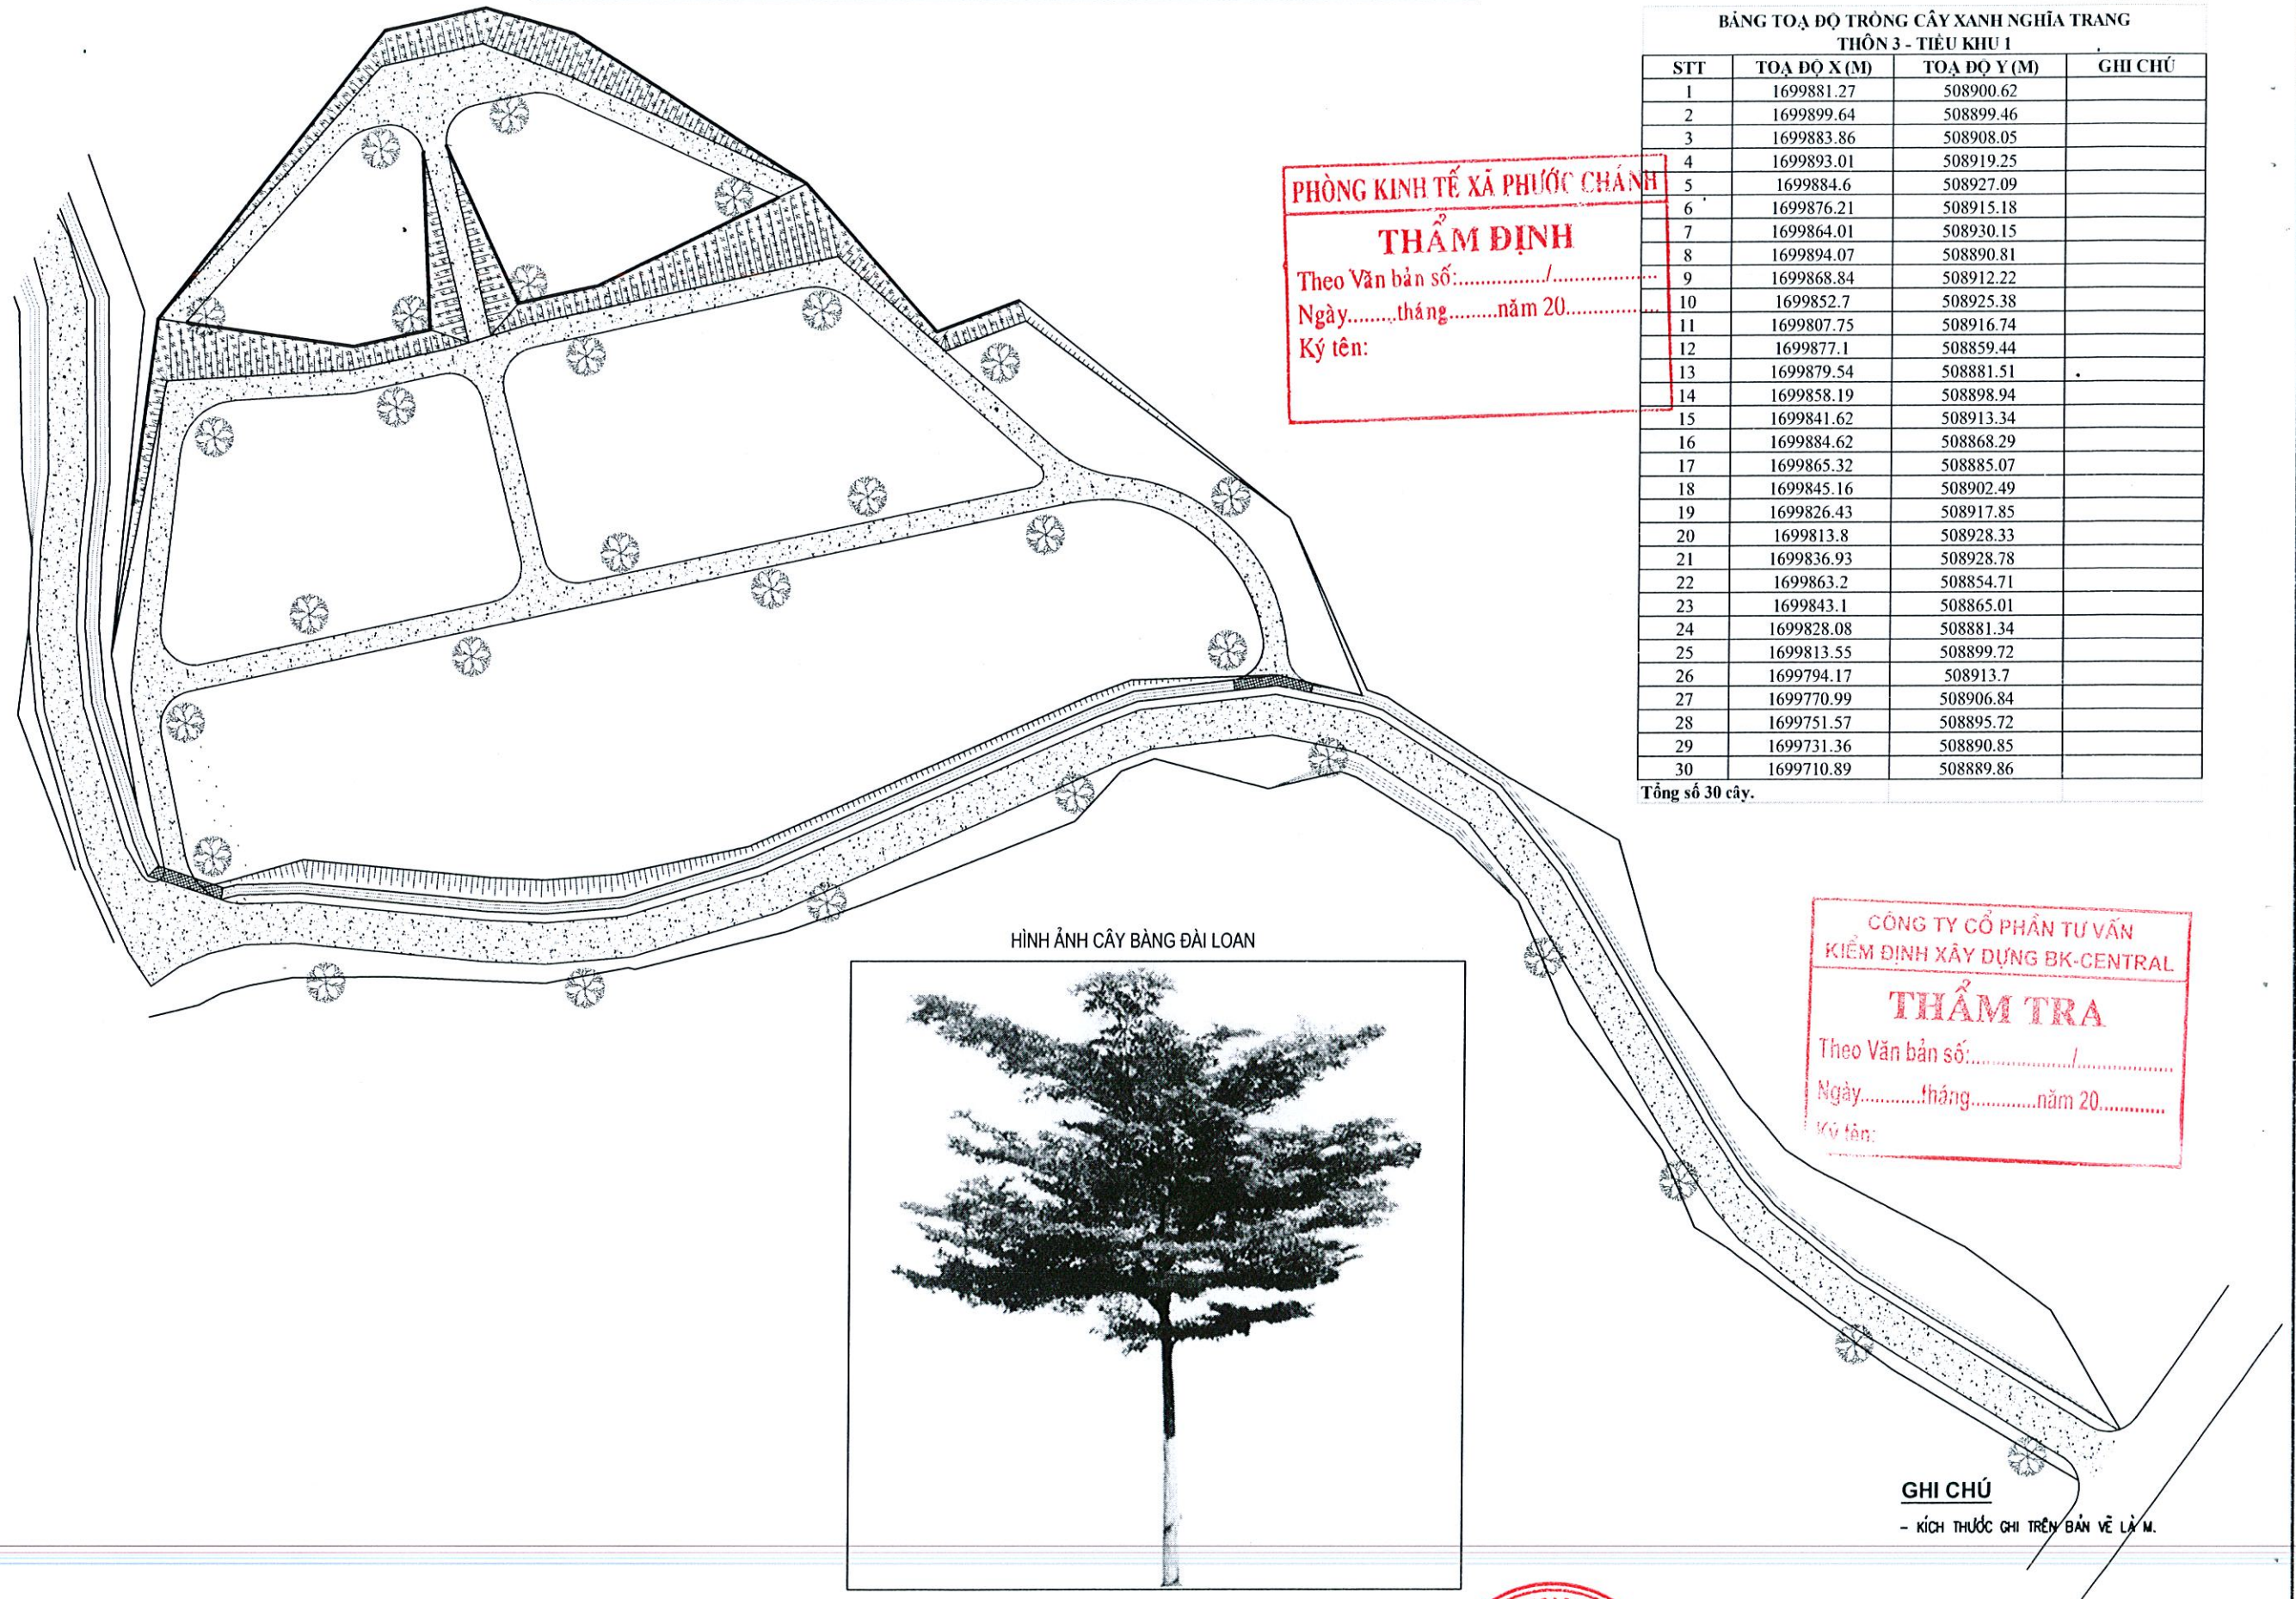 BẢNG TOẠ ĐỘ TRỒNG CÂY XANH NGHĨA TRANG
THÔN 3 - TIỂU KHU 1
STT TOẠ ĐỘ X (M) TOẠ ĐỘ Y (M) GHI CHÚ
1 1699881.27 508900.62
2 1699899.64 508899.46
3 1699883.86 508908.05
4 1699893.01 508919.25
5 1699884.6 508927.09
6 1699876.21 508915.18
7 1699864.01 508930.15
8 1699894.07 508890.81
9 1699868.84 508912.22
10 1699852.7 508925.38
11 1699807.75 508916.74
12 1699877.1 508859.44
13 1699879.54 508881.51
14 1699858.19 508898.94
15 1699841.62 508913.34
16 1699884.62 508868.29
17 1699865.32 508885.07
18 1699845.16 508902.49
19 1699826.43 508917.85
20 1699813.8 508928.33
21 1699836.93 508928.78
22 1699863.2 508854.71
23 1699843.1 508865.01
24 1699828.08 508881.34
25 1699813.55 508899.72
26 1699794.17 508913.7
27 1699770.99 508906.84
28 1699751.57 508895.72
29 1699731.36 508890.85
30 1699710.89 508889.86
Tổng số 30 cây.
PHÒNG KINH TẾ XÃ PHƯỚC CHÁNH
THẨM ĐỊNH
Theo Văn bản số:................/...................
Ngày.........tháng.........năm 20.................
Ký tên:
CÔNG TY CỔ PHẦN TƯ VẤN
KIỂM ĐỊNH XÂY DỰNG BK-CENTRAL
THẨM TRA
Theo Văn bản số:...................../...................
Ngày............tháng.............năm 20.............
Ký tên:
HÌNH ẢNH CÂY BÀNG ĐÀI LOAN
GHI CHÚ
- KÍCH THƯỚC GHI TRÊN BẢN VẼ LÀ M.